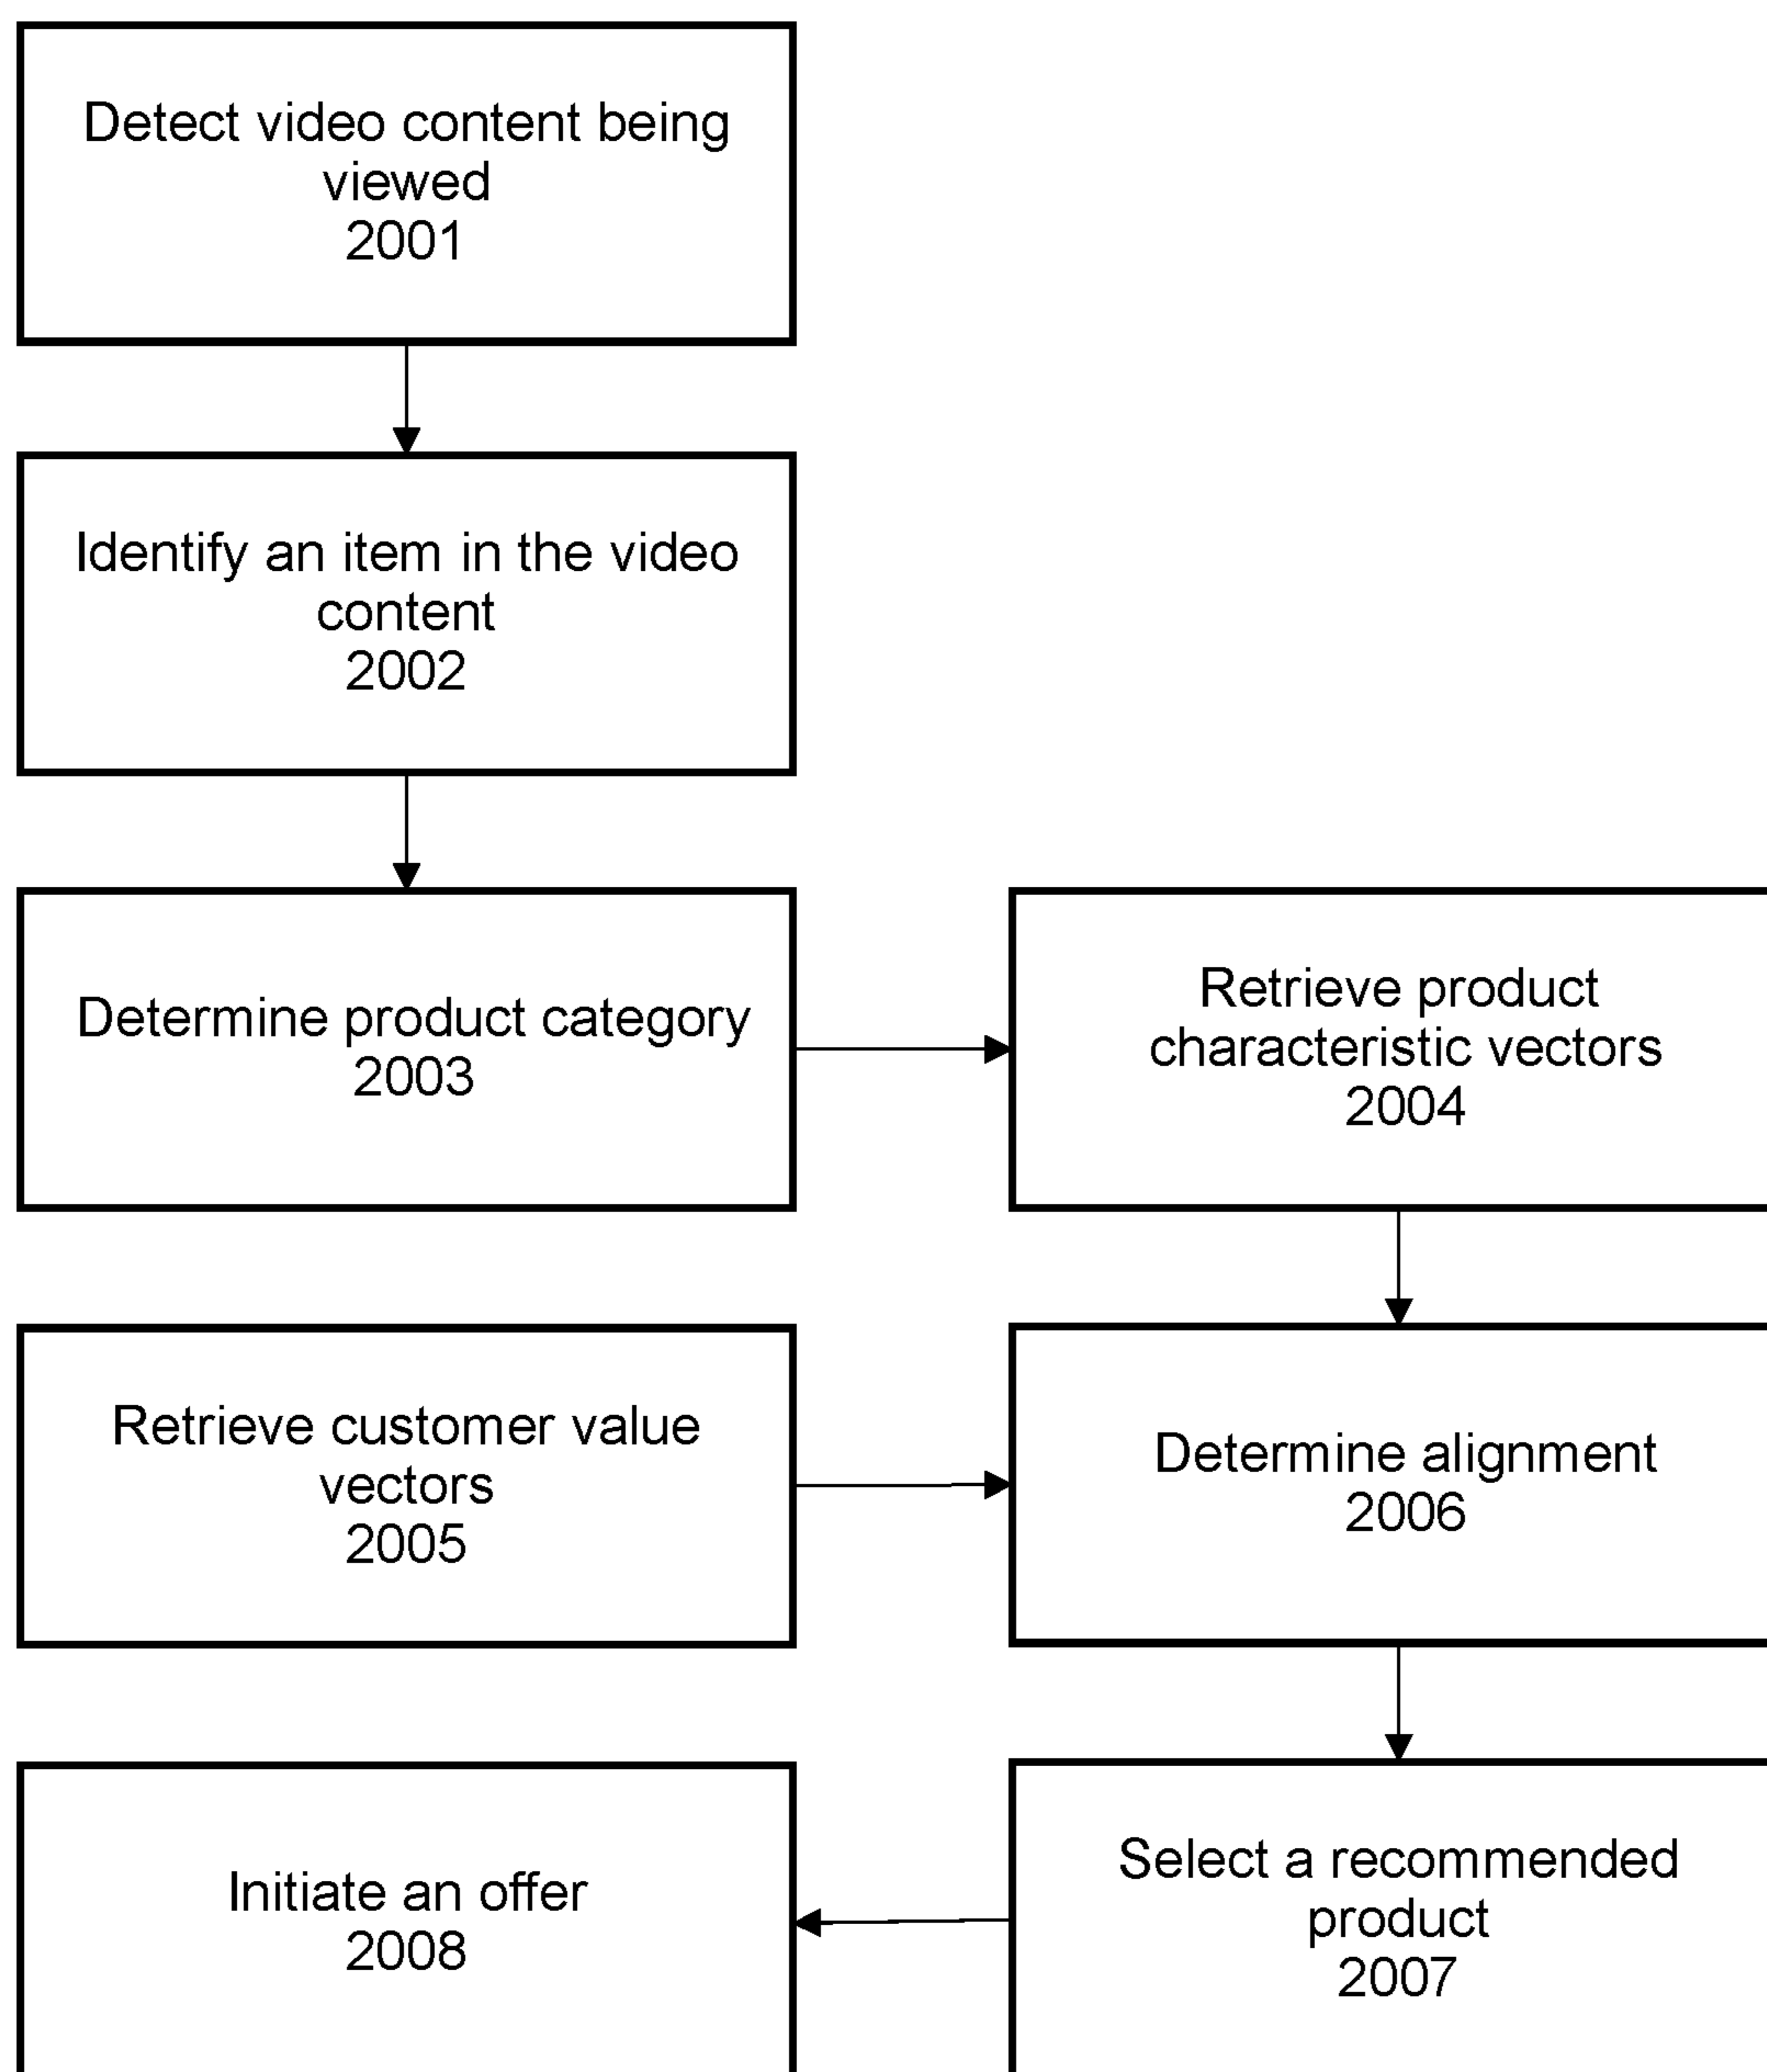 Detect video content being
viewed
2001
Identify an item in the video
content
2002
Determine product category
2003
Retrieve product
characteristic vectors
2004
Retrieve customer value
vectors
2005
Determine alignment
2006
Select a recommended
product
2007
Initiate an offer
2008